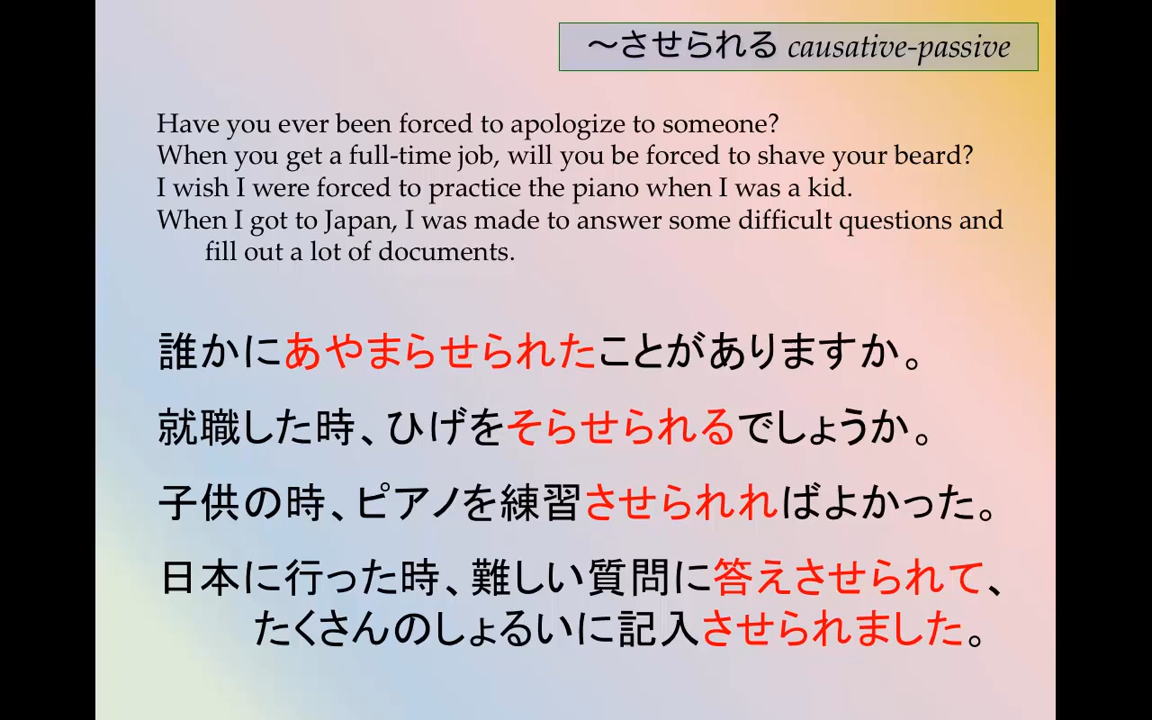 〜させられる causative-passive
Have you ever been forced to apologize to someone?
When you get a full-time job, will you be forced to shave your beard?
I wish I were forced to practice the piano when I was a kid.
When I got to Japan, I was made to answer some difficult questions and
fill out a lot of documents.
誰かにあやまらせられたことがありますか。
就職した時、ひげをそらせられるでしょうか。
子供の時、ピアノを練習させられればよかった。
日本に行った時、難しい質問に答えさせられて、
たくさんのしょるいに記入させられました。